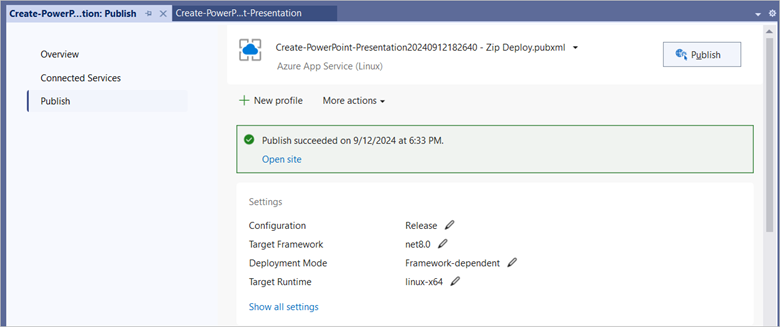 Create-PowerP...tion: Publish
Create-PowerP...t-Presentation
Overview
Connected Services
Publish
Create-PowerPoint-Presentation20240912182640 - Zip Deploy.pubxml
Azure App Service (Linux)
Publish
New profile
More actions
Publish succeeded on 9/12/2024 at 6:33 PM.
Open site
Settings
Configuration Release
Target Framework net8.0
Deployment Mode Framework-dependent
Target Runtime linux-x64
Show all settings